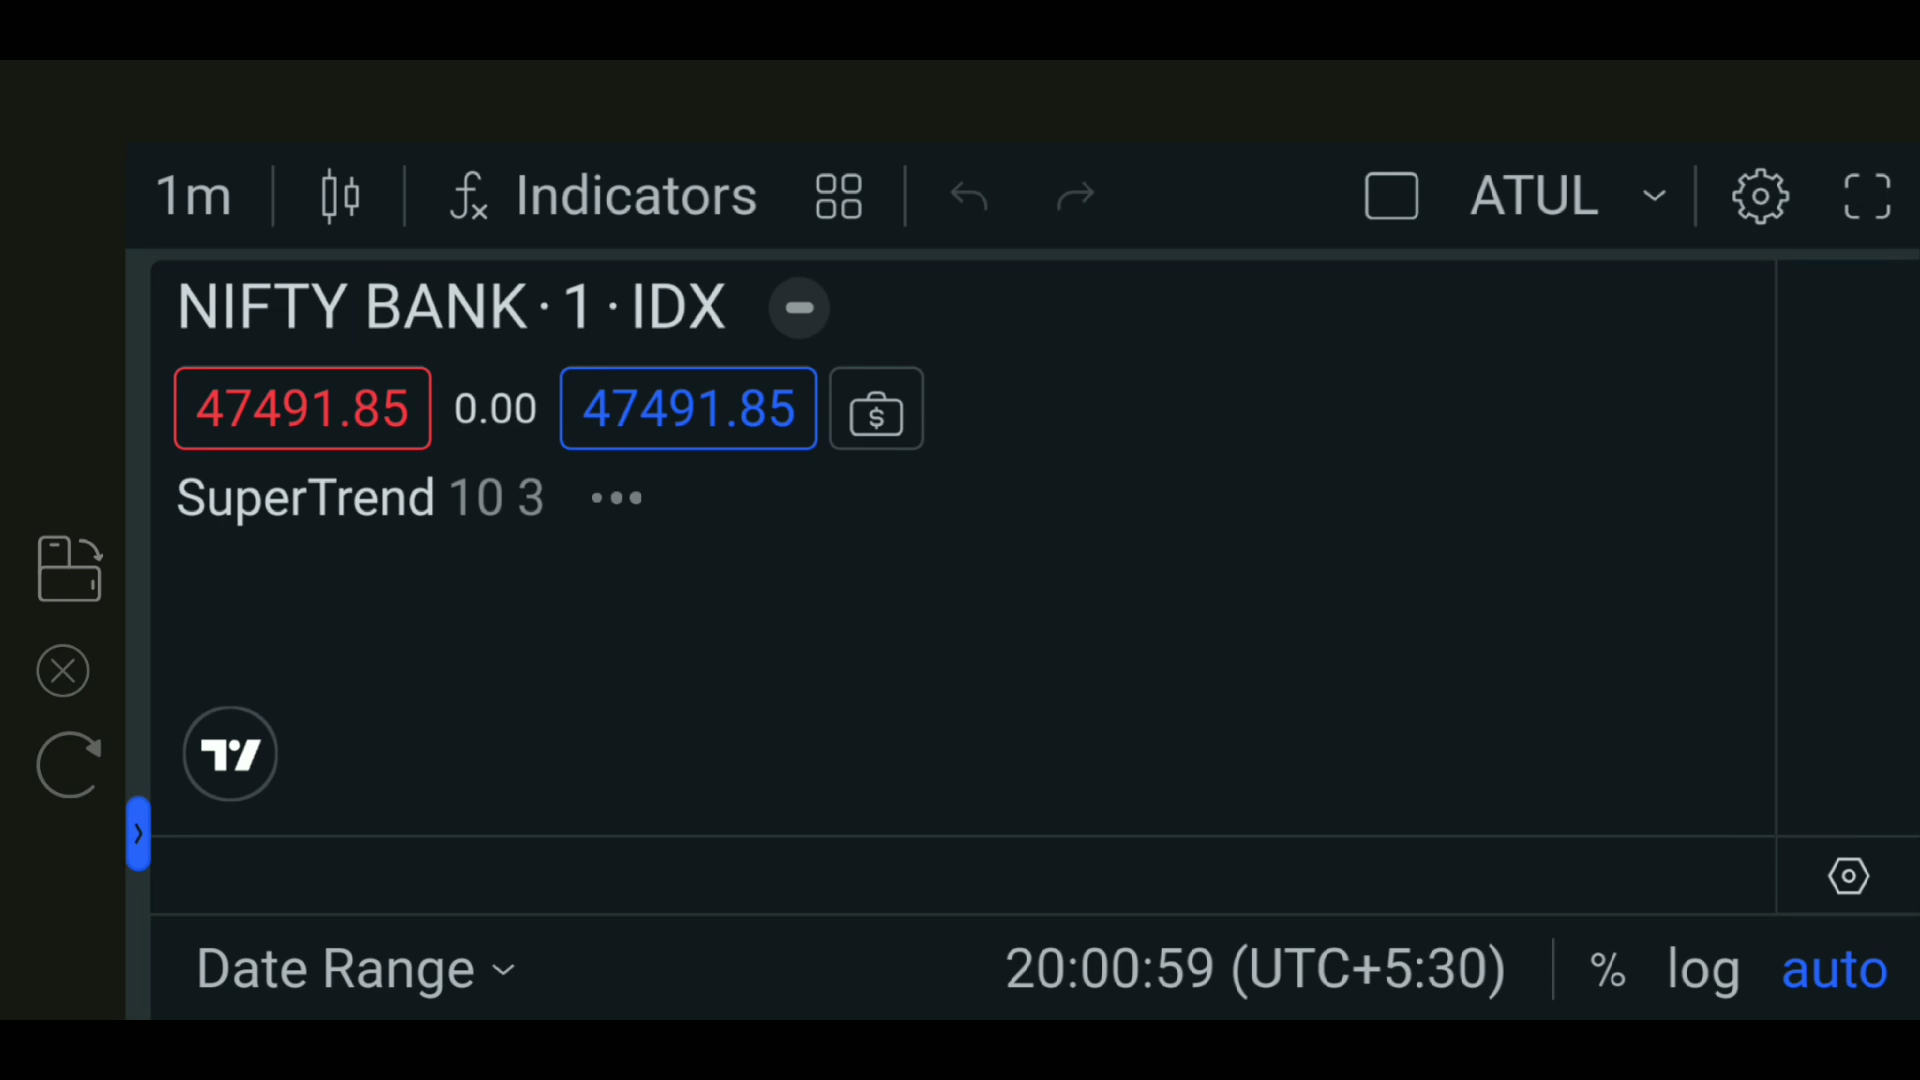 1m Indicators ATUL
NIFTY BANK · 1 · IDX
47491.85 0.00 47491.85
SuperTrend 10 3
Date Range 20:00:59 (UTC+5:30) % log auto